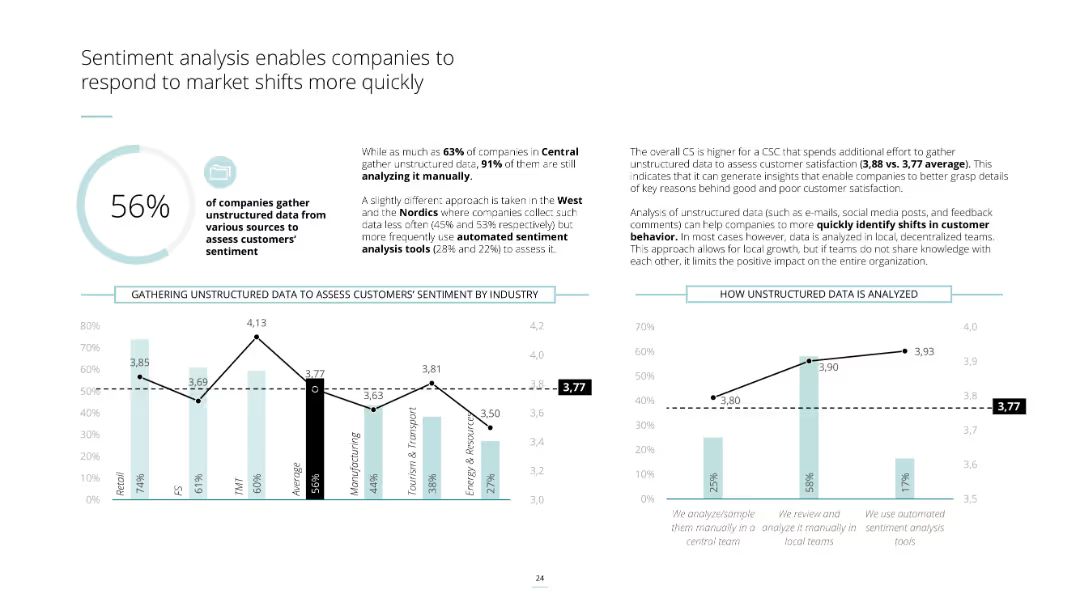 Sentiment analysis enables companies to
respond to market shifts more quickly
56%
of companies gather
unstructured data from
various sources to
assess customers'
sentiment
While as much as 63% of companies in Central
gather unstructured data, 91% of them are still
analyzing it manually.
A slightly different approach is taken in the West
and the Nordics where companies collect such
data less often (45% and 53% respectively) but
more frequently use automated sentiment
analysis tools (28% and 22%) to assess it.
The overall CS is higher for a CSC that spends additional effort to gather
unstructured data to assess customer satisfaction (3,88 vs. 3,77 average). This
indicates that it can generate insights that enable companies to better grasp details
of key reasons behind good and poor customer satisfaction.
Analysis of unstructured data (such as e-mails, social media posts, and feedback
comments) can help companies to more quickly identify shifts in customer
behavior. In most cases however, data is analyzed in local, decentralized teams.
This approach allows for local growth, but if teams do not share knowledge with
each other, it limits the positive impact on the entire organization.
GATHERING UNSTRUCTURED DATA TO ASSESS CUSTOMERS' SENTIMENT BY INDUSTRY
80%
70%
60%
50%
40%
30%
20%
10%
0%
3,85
3,69
4,13
3,77
3,63
3,81
3,50
Retail
74%
FS
61%
TMT
60%
Average
56%
Manufacturing
44%
Tourism & Transport
38%
Energy & Resources
27%
4,2
4,0
3,8
3,6
3,4
3,2
3,0
3,77
HOW UNSTRUCTURED DATA IS ANALYZED
70%
60%
50%
40%
30%
20%
10%
0%
3,80
3,90
3,93
25%
58%
17%
4,0
3,9
3,8
3,7
3,6
3,5
3,77
We analyze/sample
them manually in a
central team
We review and
analyze it manually in
local teams
We use automated
sentiment analysis
tools
24